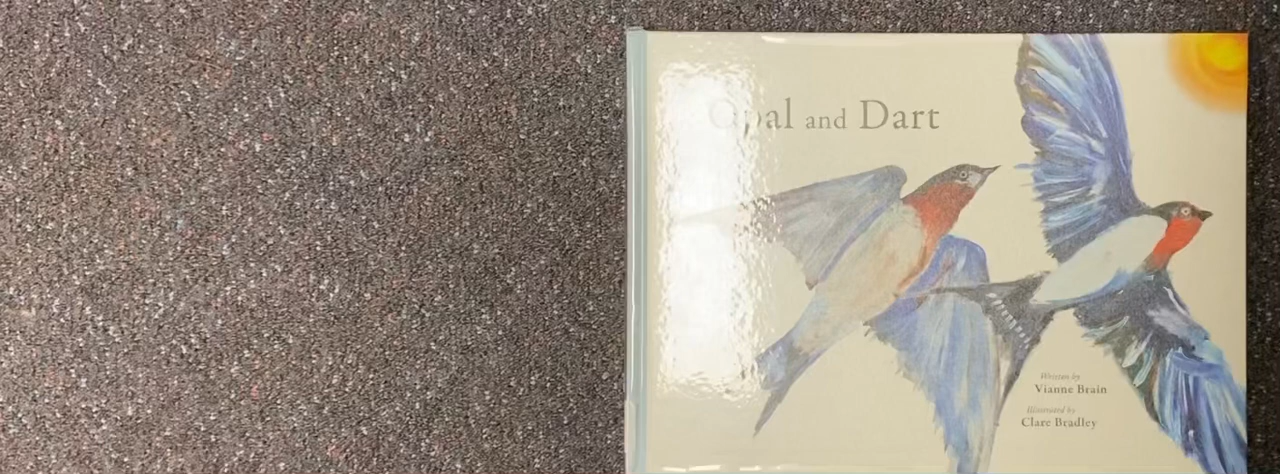 Opal and Dart
Written by
Vianne Brain
Illustrated by
Clare Bradley